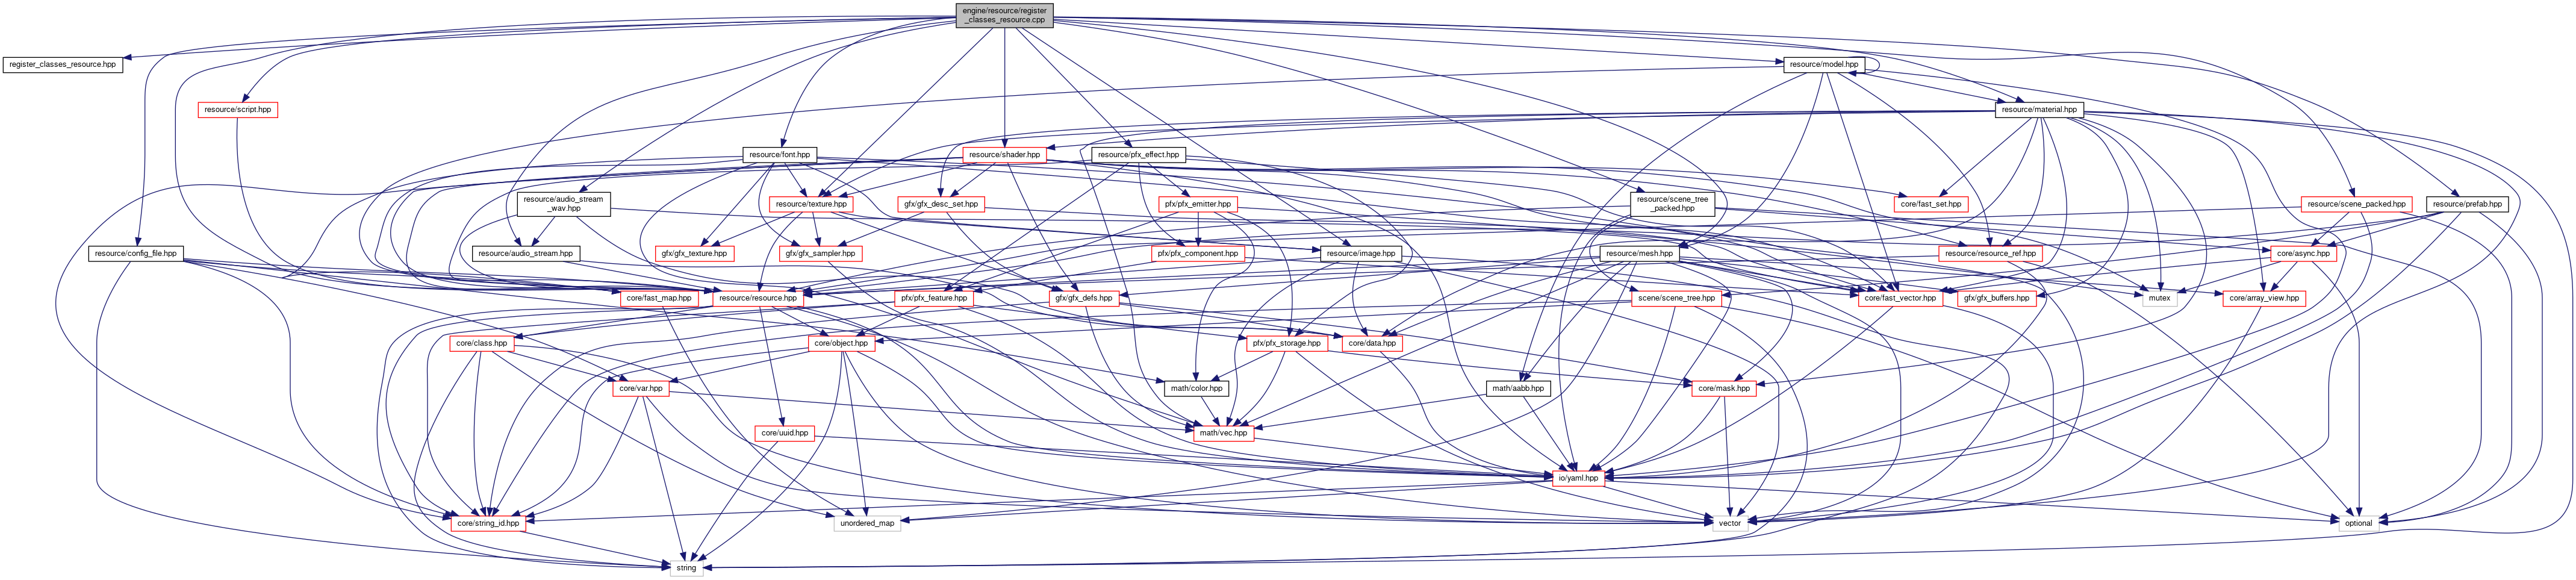 engine/resource/register
_classes_resource.cpp
register_classes_resource.hpp
resource/model.hpp
resource/script.hpp
resource/material.hpp
resource/font.hpp
resource/shader.hpp
resource/pfx_effect.hpp
resource/audio_stream
_wav.hpp
resource/texture.hpp
gfx/gfx_desc_set.hpp
pfx/pfx_emitter.hpp
resource/scene_tree
_packed.hpp
core/fast_set.hpp
resource/scene_packed.hpp
resource/prefab.hpp
resource/config_file.hpp
resource/audio_stream.hpp
gfx/gfx_texture.hpp
gfx/gfx_sampler.hpp
pfx/pfx_component.hpp
resource/image.hpp
resource/mesh.hpp
resource/resource_ref.hpp
core/async.hpp
core/fast_map.hpp
resource/resource.hpp
pfx/pfx_feature.hpp
gfx/gfx_defs.hpp
scene/scene_tree.hpp
core/fast_vector.hpp
gfx/gfx_buffers.hpp
mutex
core/array_view.hpp
core/class.hpp
core/object.hpp
pfx/pfx_storage.hpp
core/data.hpp
core/var.hpp
math/color.hpp
math/aabb.hpp
core/mask.hpp
core/uuid.hpp
math/vec.hpp
io/yaml.hpp
core/string_id.hpp
unordered_map
vector
optional
string